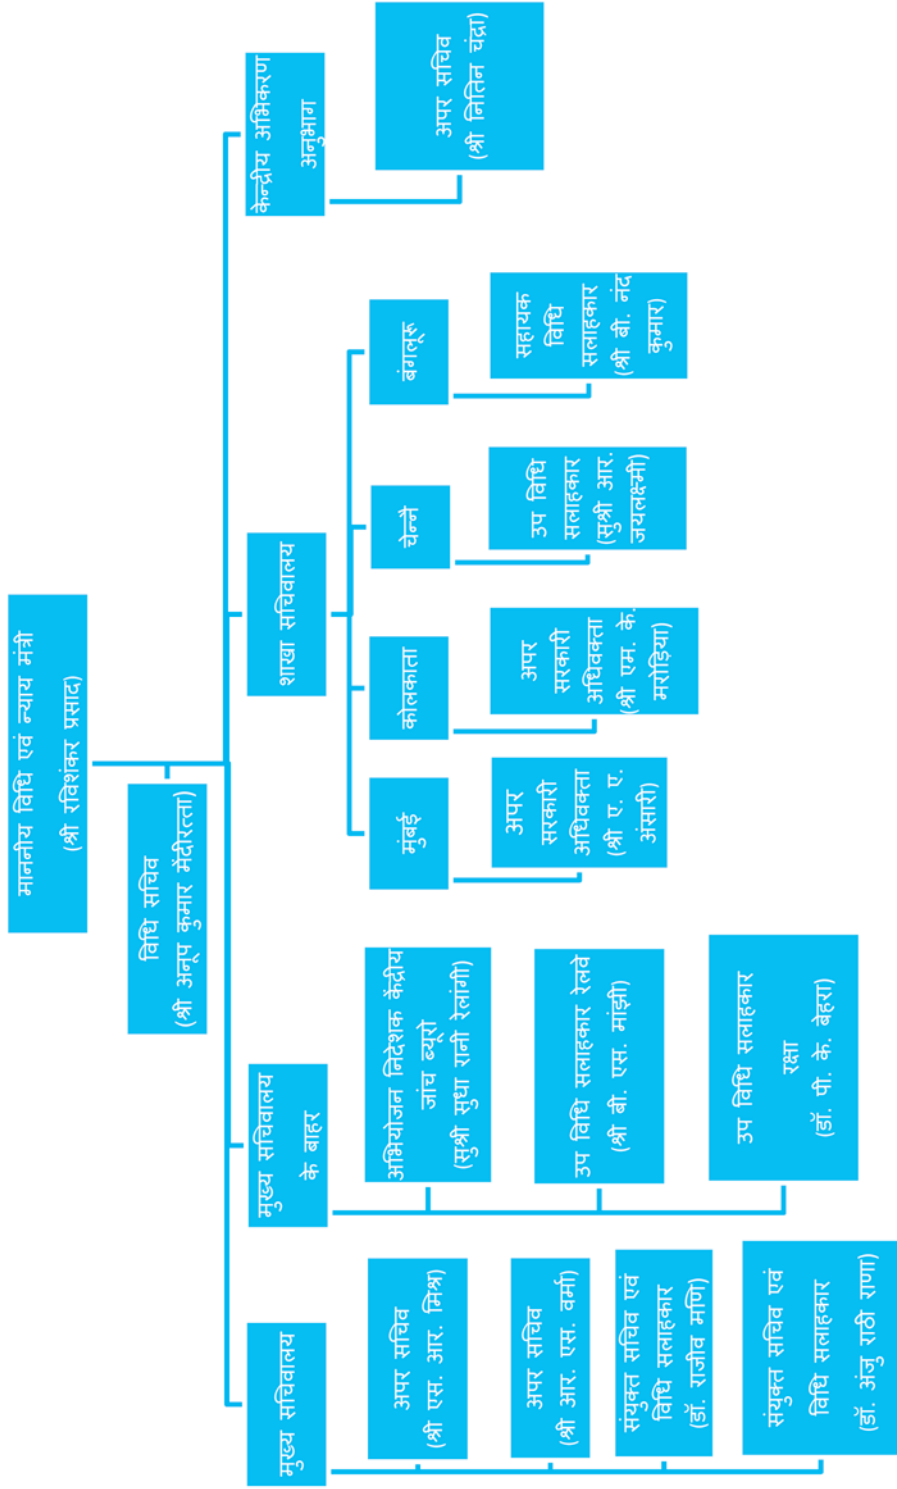 माननीय विधि एवं न्याय मंत्री
(श्री रविशंकर प्रसाद)
विधि सचिव
(श्री अनूप कुमार मेंदीरत्ता)
मुख्य सचिवालय
अपर सचिव
(श्री एस. आर. मिश्र)
अपर सचिव
(श्री आर. एस. वर्मा)
संयुक्त सचिव एवं
विधि सलाहकार
(डॉ. राजीव मणि)
संयुक्त सचिव एवं
विधि सलाहकार
(डॉ. अंजु राठी राणा)
मुख्य सचिवालय
के बाहर
अभियोजन निदेशक केंद्रीय
जांच ब्यूरो
(सुश्री सुधा रानी रेलांगी)
उप विधि सलाहकार रेलवे
(श्री बी. एस. मांझी)
उप विधि सलाहकार
रक्षा
(डॉ. पी. के. बेहरा)
शाखा सचिवालय
मुंबई
अपर
सरकारी
अधिवक्ता
(श्री ए. ए.
अंसारी)
कोलकाता
अपर
सरकारी
अधिवक्ता
(श्री एम. के.
मरोड़िया)
चेन्नै
उप विधि
सलाहकार
(सुश्री आर.
जयलक्ष्मी)
बंगलूरू
सहायक
विधि
सलाहकार
(श्री बी. नंद
कुमार)
केन्द्रीय अभिकरण
अनुभाग
अपर सचिव
(श्री नितिन चंद्रा)